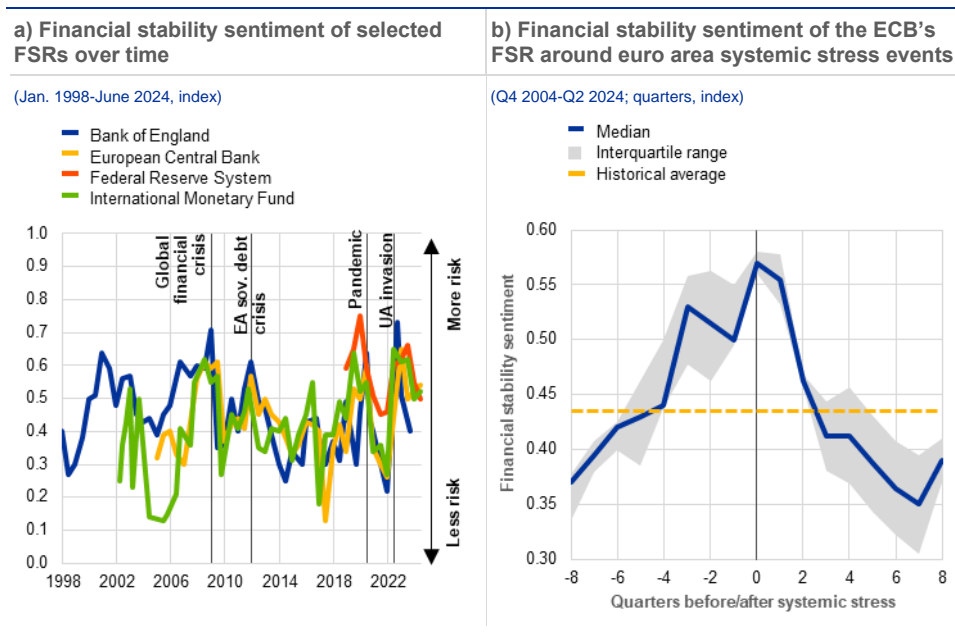 a) Financial stability sentiment of selected
FSRs over time
(Jan. 1998-June 2024, index)
Bank of England
European Central Bank
Federal Reserve System
International Monetary Fund
1.0
0.9
0.8
0.7
0.6
0.5
0.4
0.3
0.2
0.1
0.0
Global
financial
crisis
EA sov. debt
crisis
Pandemic
UA invasion
More risk
Less risk
1998
2002
2006
2010
2014
2018
2022
b) Financial stability sentiment of the ECB's
FSR around euro area systemic stress events
(Q4 2004-Q2 2024; quarters, index)
Median
Interquartile range
Historical average
Financial stability sentiment
0.60
0.55
0.50
0.45
0.40
0.35
0.30
-8
-6
-4
-2
0
2
4
6
8
Quarters before/after systemic stress